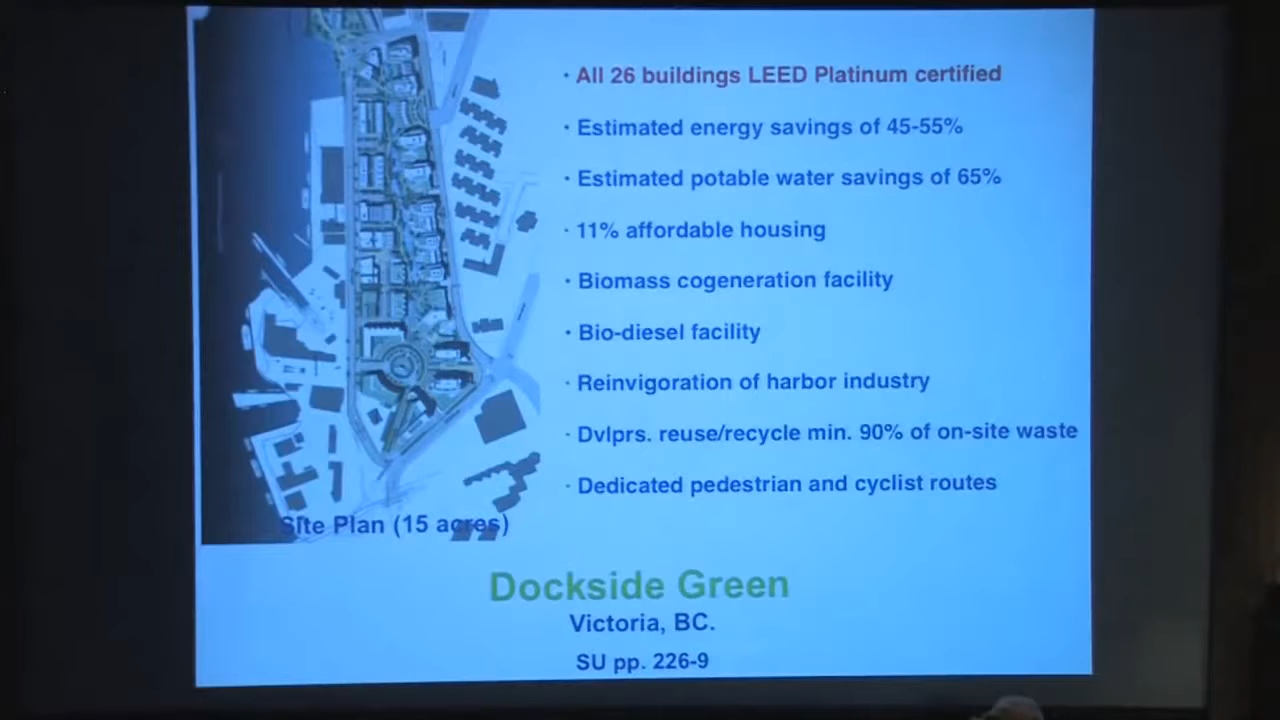 · All 26 buildings LEED Platinum certified
· Estimated energy savings of 45-55%
· Estimated potable water savings of 65%
· 11% affordable housing
· Biomass cogeneration facility
· Bio-diesel facility
· Reinvigoration of harbor industry
· Dvlprs. reuse/recycle min. 90% of on-site waste
· Dedicated pedestrian and cyclist routes
Site Plan (15 acres)
Dockside Green
Victoria, BC.
SU pp. 226-9